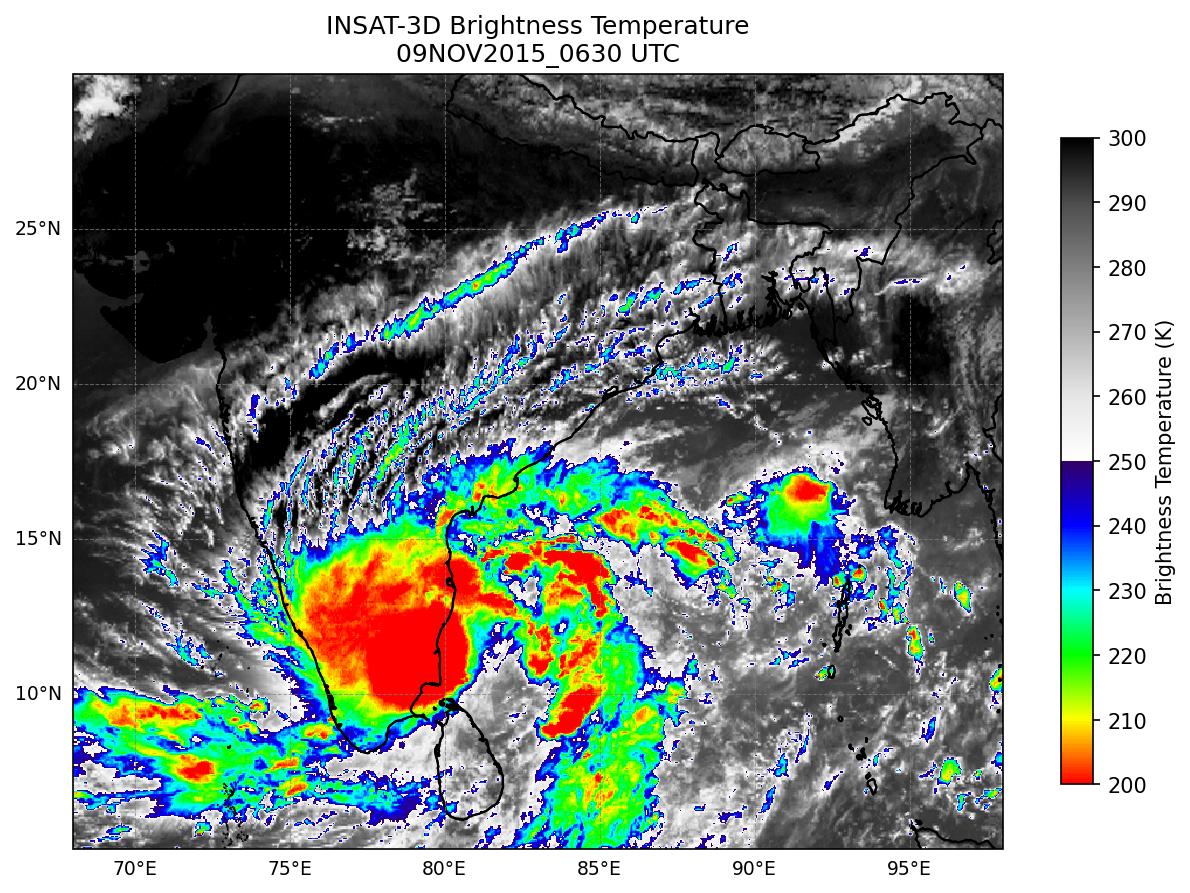 INSAT-3D Brightness Temperature
09NOV2015_0630 UTC
25°N
20°N
15°N
10°N
70°E
75°E
80°E
85°E
90°E
95°E
300
290
280
270
260
250
240
230
220
210
200
Brightness Temperature (K)